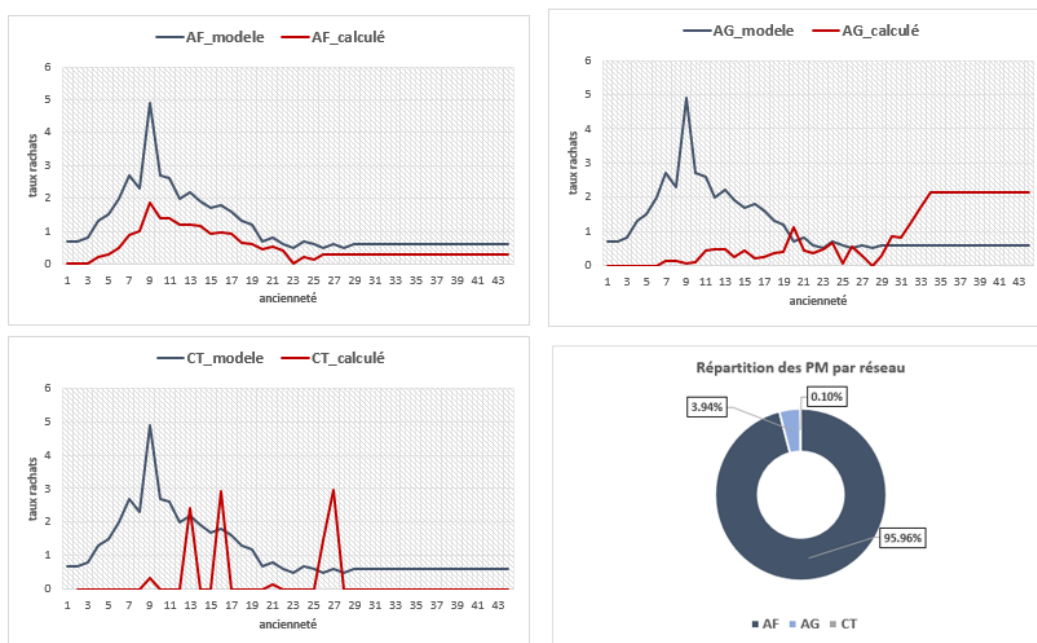 AF_modele AF_calculé
6
5
4
3
2
1
0
taux rachats
1 3 5 7 9 11 13 15 17 19 21 23 25 27 29 31 33 35 37 39 41 43
ancienneté
AG_modele AG_calculé
6
5
4
3
2
1
0
taux rachats
1 3 5 7 9 11 13 15 17 19 21 23 25 27 29 31 33 35 37 39 41 43
ancienneté
CT_modele CT_calculé
6
5
4
3
2
1
0
taux rachats
1 3 5 7 9 11 13 15 17 19 21 23 25 27 29 31 33 35 37 39 41 43
ancienneté
Répartition des PM par réseau
3.94% 0.10%
95.96%
AF AG CT